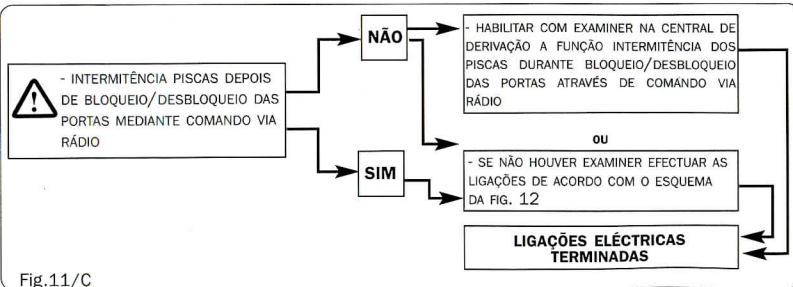 - INTERMITÊNCIA PISCAS DEPOIS
DE BLOQUEIO/DESBLOQUEIO DAS
PORTAS MEDIANTE COMANDO VIA
RÁDIO
NÃO
SIM
- HABILITAR COM EXAMINER NA CENTRAL DE
DERIVAÇÃO A FUNÇÃO INTERMITÊNCIA DOS
PISCAS DURANTE BLOQUEIO/DESBLOQUEIO
DAS PORTAS ATRAVÉS DE COMANDO VIA
RÁDIO
OU
- SE NÃO HOUVER EXAMINER EFECTUAR AS
LIGAÇÕES DE ACORDO COM O ESQUEMA
DA FIG. 12
LIGAÇÕES ELÉCTRICAS
TERMINADAS
Fig.11/C